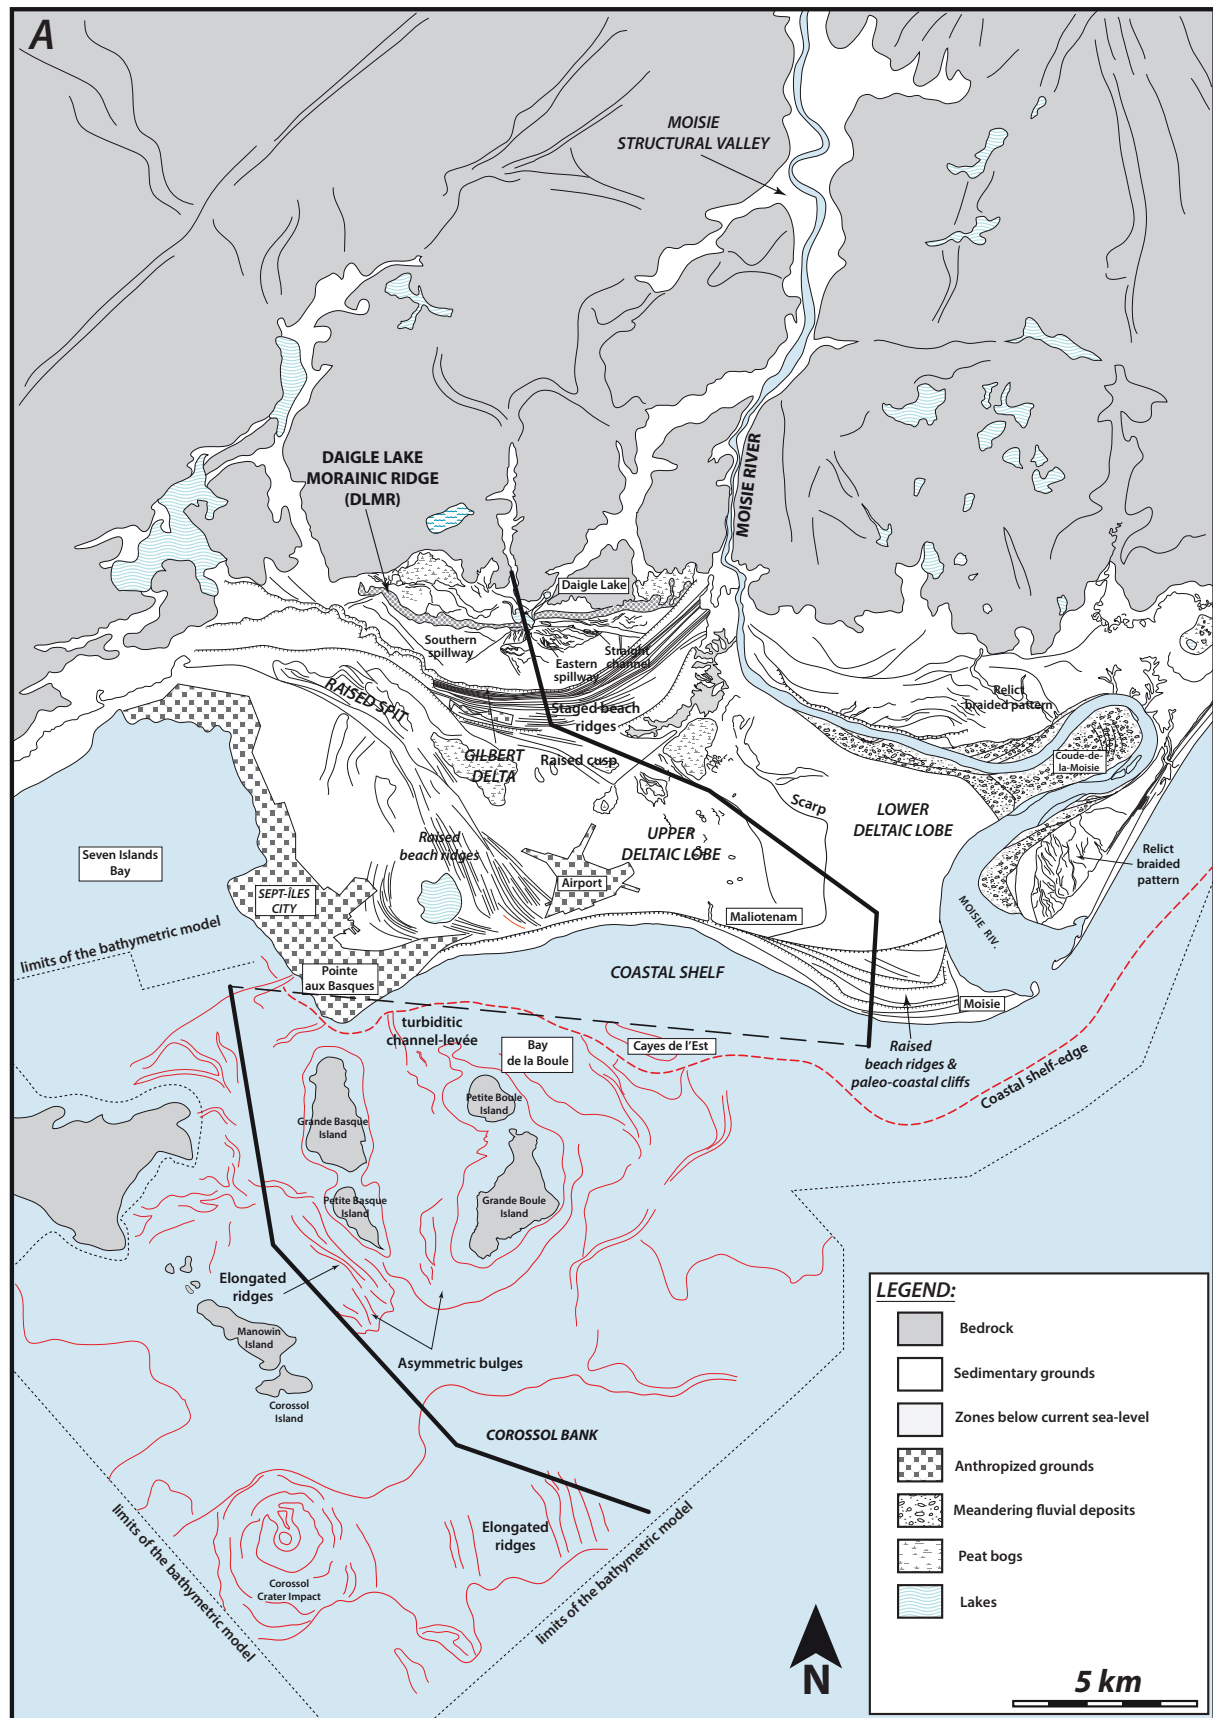 A
MOISIE
STRUCTURAL VALLEY
DAIGLE LAKE
MORAINIC RIDGE
(DLMR)
MOISIE RIVER
Daigle Lake
Southern
spillway
Eastern
spillway
Straight
channel
RAISED SPIT
Staged beach
ridges
Relict
braided pattern
GILBERT
DELTA
Raised cusp
Coude-de-
la-Moisie
Scarp
LOWER
DELTAIC LOBE
UPPER
DELTAIC LOBE
Raised
beach ridges
Seven Islands
Bay
Relict
braided
pattern
SEPT-ÎLES
CITY
Airport
Maliotenam
MOISIE RIV.
limits of the bathymetric model
Pointe
aux Basques
COASTAL SHELF
Moisie
turbiditic
channel-levée
Bay
de la Boule
Cayes de l'Est
Raised
beach ridges &
paleo-coastal cliffs
Coastal shelf-edge
Petite Boule
Island
Grande Basque
Island
Petite Basque
Island
Grande Boule
Island
Elongated
ridges
Manowin
Island
Asymmetric bulges
Corossol
Island
COROSSOL BANK
limits of the bathymetric model
Elongated
ridges
limits of the bathymetric model
Corossol
Crater Impact
LEGEND:
Bedrock
Sedimentary grounds
Zones below current sea-level
Anthropized grounds
Meandering fluvial deposits
Peat bogs
Lakes
N
5 km